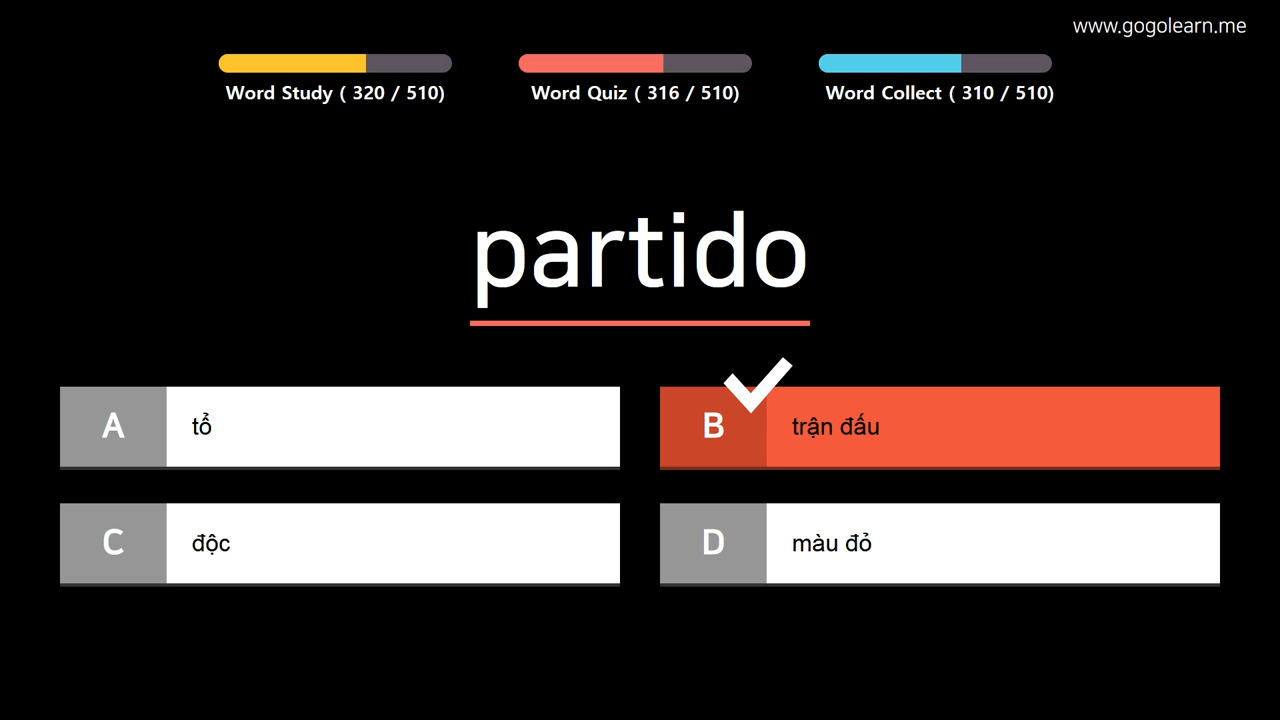 www.gogolearn.me
Word Study ( 320 / 510)
Word Quiz ( 316 / 510)
Word Collect ( 310 / 510)
partido
A
tổ
B
trận đấu
C
độc
D
màu đỏ